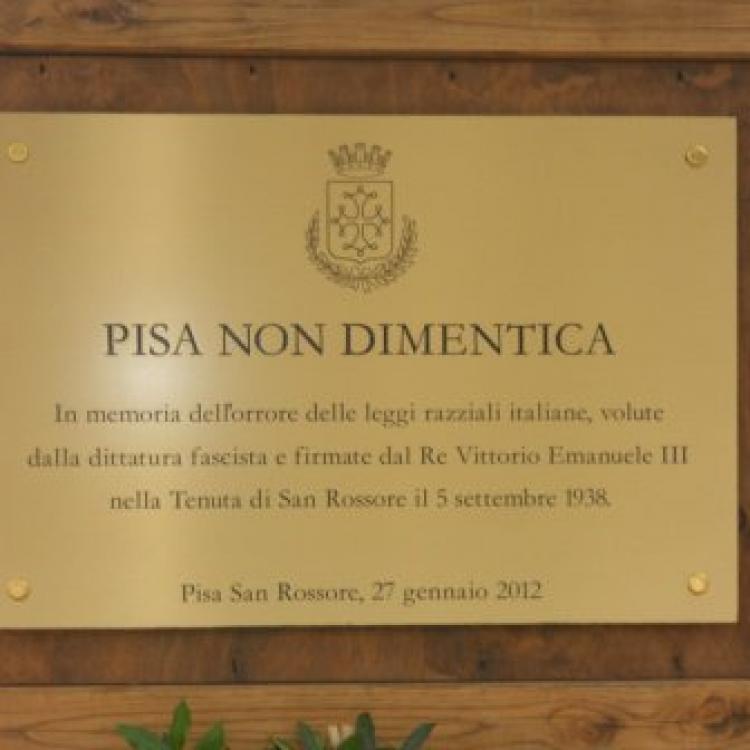 PISA NON DIMENTICA
In memoria dell'orrore delle leggi razziali italiane, volute
dalla dittatura fascista e firmate dal Re Vittorio Emanuele III
nella Tenuta di San Rossore il 5 settembre 1938.
Pisa San Rossore, 27 gennaio 2012